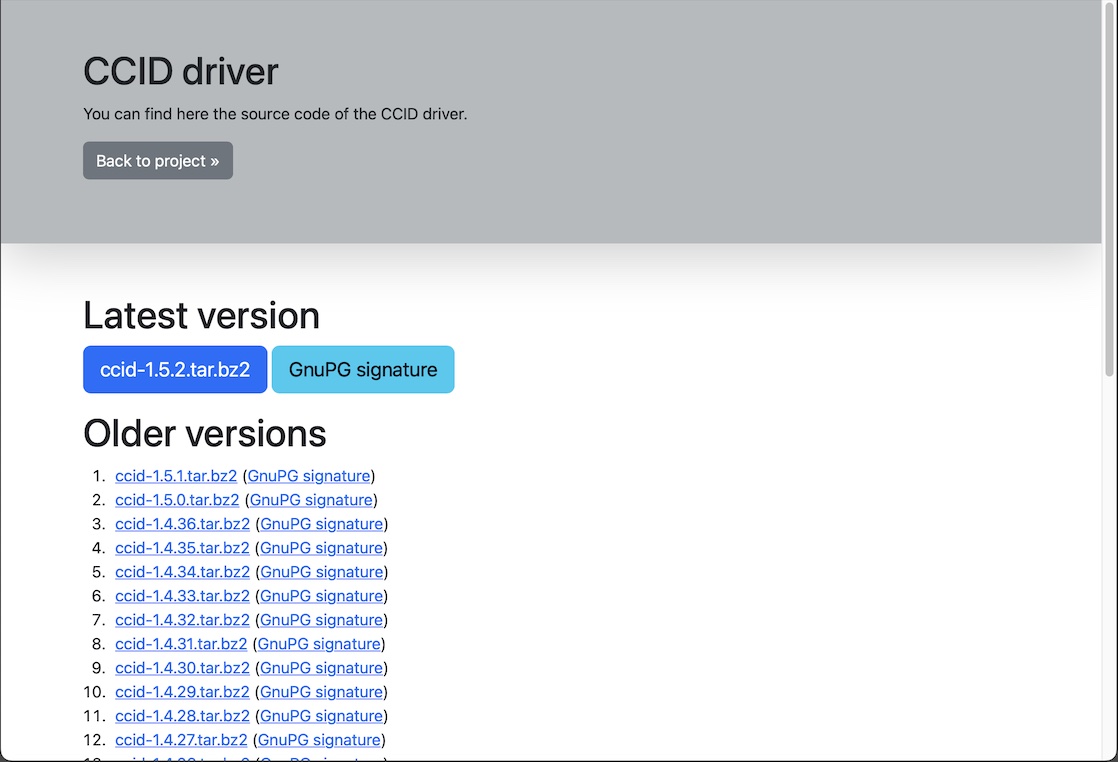 CCID driver
You can find here the source code of the CCID driver.
Back to project »
Latest version
ccid-1.5.2.tar.bz2 GnuPG signature
Older versions
1. ccid-1.5.1.tar.bz2 (GnuPG signature)
2. ccid-1.5.0.tar.bz2 (GnuPG signature)
3. ccid-1.4.36.tar.bz2 (GnuPG signature)
4. ccid-1.4.35.tar.bz2 (GnuPG signature)
5. ccid-1.4.34.tar.bz2 (GnuPG signature)
6. ccid-1.4.33.tar.bz2 (GnuPG signature)
7. ccid-1.4.32.tar.bz2 (GnuPG signature)
8. ccid-1.4.31.tar.bz2 (GnuPG signature)
9. ccid-1.4.30.tar.bz2 (GnuPG signature)
10. ccid-1.4.29.tar.bz2 (GnuPG signature)
11. ccid-1.4.28.tar.bz2 (GnuPG signature)
12. ccid-1.4.27.tar.bz2 (GnuPG signature)